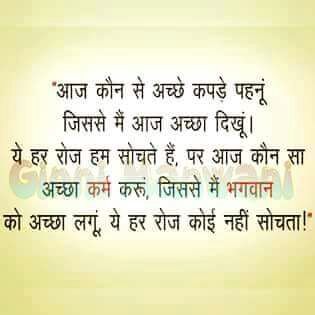 "आज कौन से अच्छे कपड़े पहनूं
जिससे मैं आज अच्छा दिखूं।
ये हर रोज हम सोचते हैं, पर आज कौन सा
अच्छा कर्म करूं, जिससे मैं भगवान
को अच्छा लगूं, ये हर रोज कोई नहीं सोचता!"